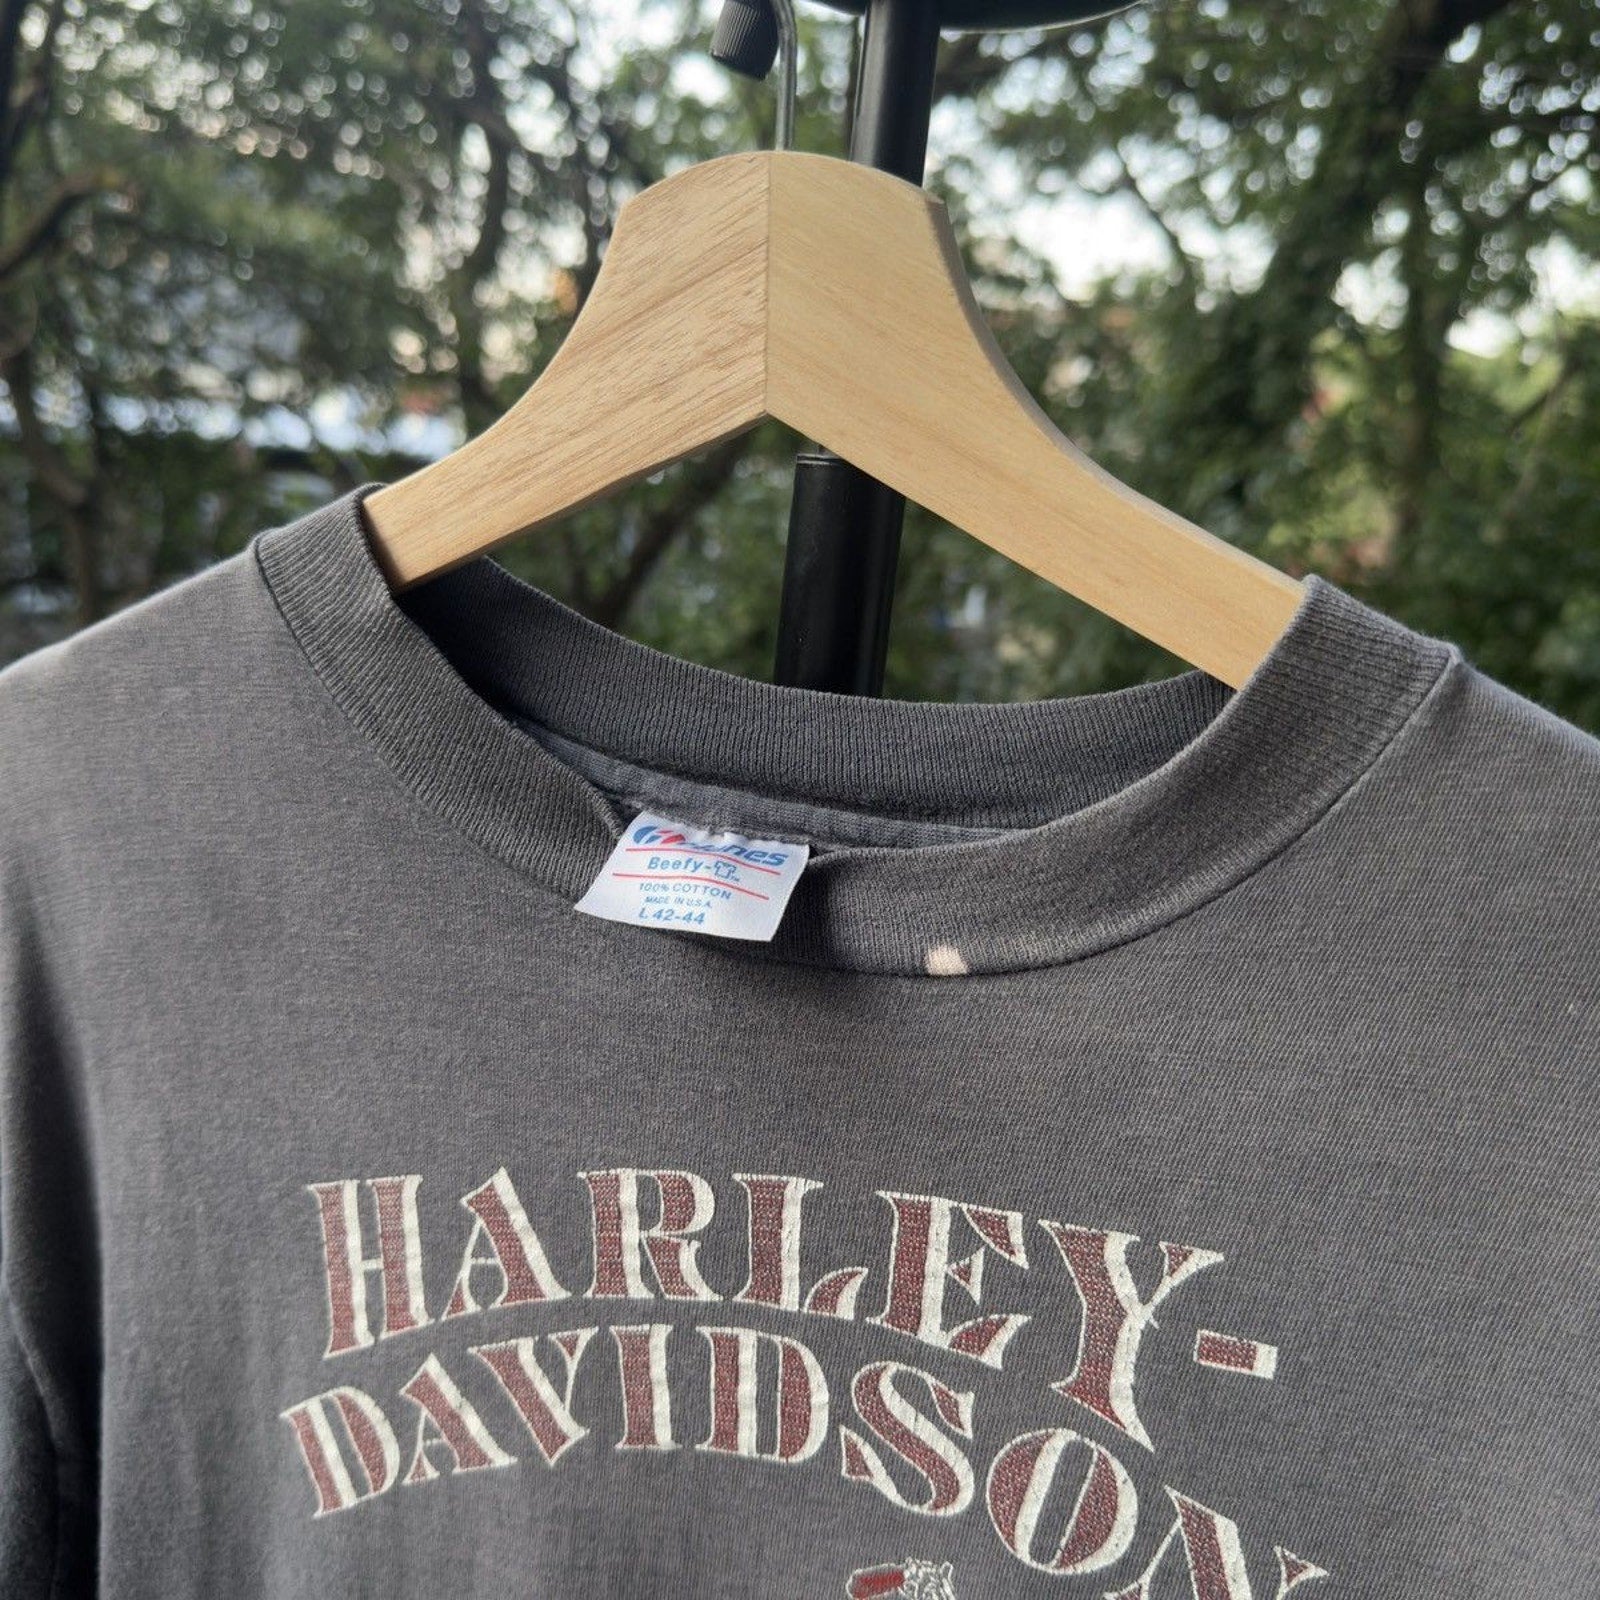 Hanes
Beefy-T
100% COTTON
MADE IN U.S.A.
L 42-44
HARLEY-
DAVIDSON